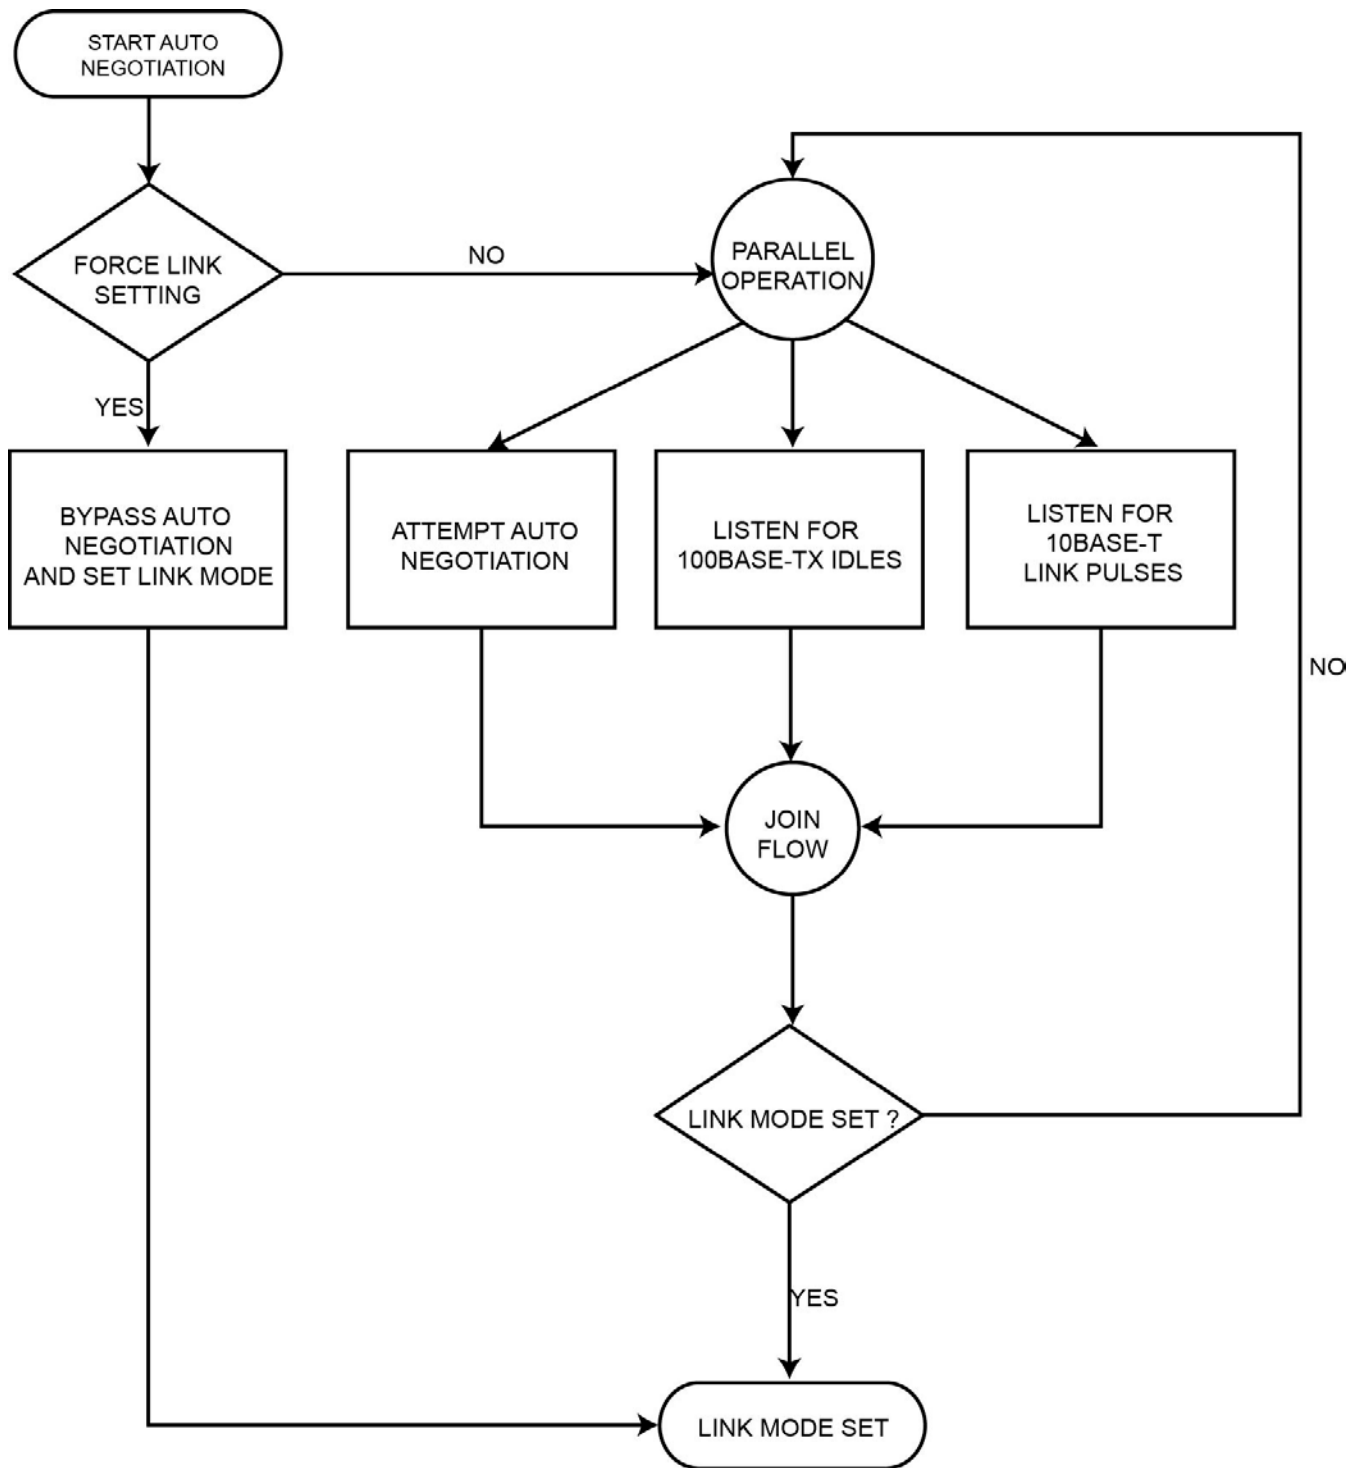 START AUTO
NEGOTIATION
FORCE LINK
SETTING
NO
PARALLEL
OPERATION
YES
BYPASS AUTO
NEGOTIATION
AND SET LINK MODE
ATTEMPT AUTO
NEGOTIATION
LISTEN FOR
100BASE-TX IDLES
LISTEN FOR
10BASE-T
LINK PULSES
NO
JOIN
FLOW
LINK MODE SET ?
YES
LINK MODE SET